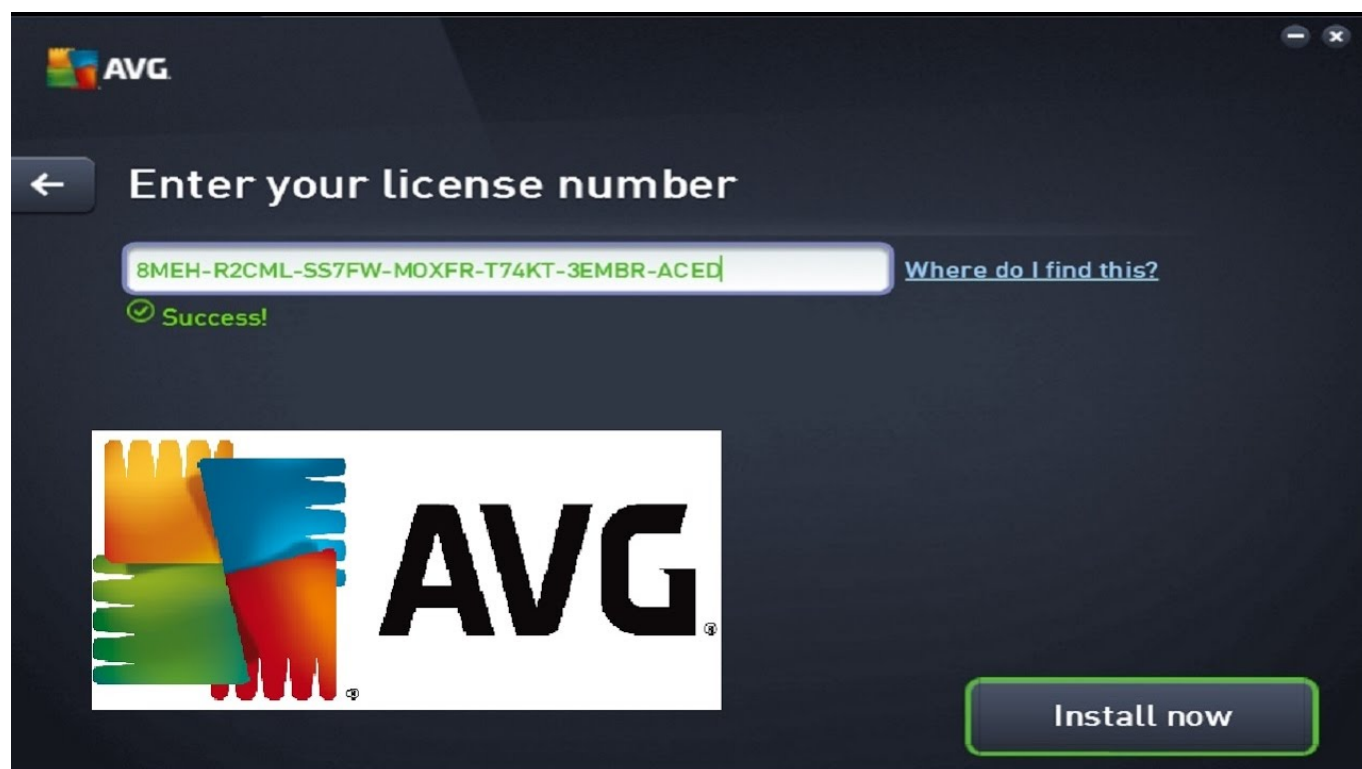 AVG.
Enter your license number
8MEH-R2CML-SS7FW-MOXFR-T74KT-3EMBR-ACED
Where do I find this?
Success!
AVG®
Install now